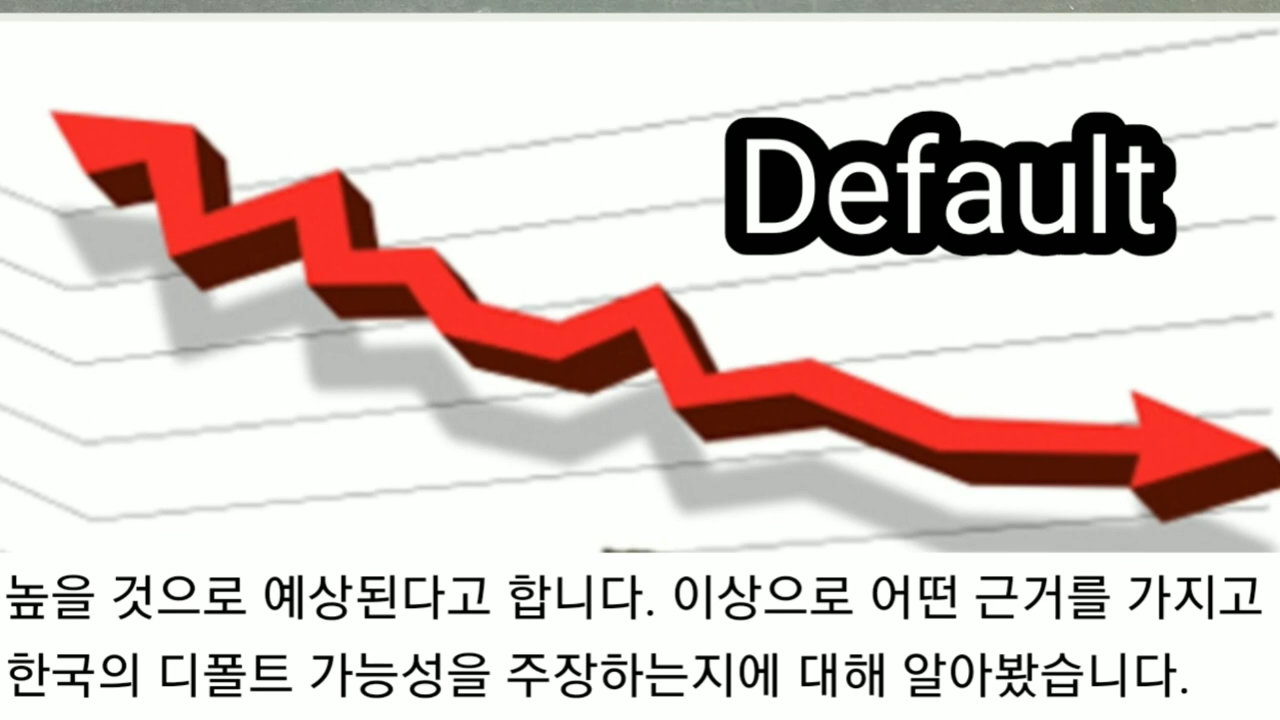 Default
높을 것으로 예상된다고 합니다. 이상으로 어떤 근거를 가지고
한국의 디폴트 가능성을 주장하는지에 대해 알아봤습니다.